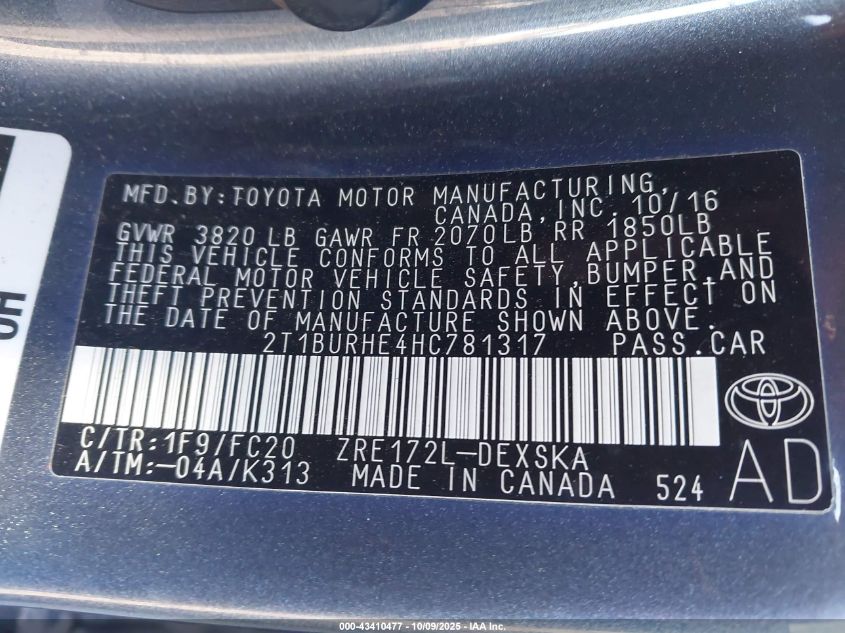 MFD.BY:TOYOTA MOTOR MANUFACTURING,
CANADA,INC. 10/16
GVWR 3820 LB GAWR FR 2070LB RR 1850LB
THIS VEHICLE CONFORMS TO ALL APPLICABLE
FEDERAL MOTOR VEHICLE SAFETY,BUMPER,AND
THEFT PREVENTION STANDARDS IN EFFECT ON
THE DATE OF MANUFACTURE SHOWN ABOVE.
2T1BURHE4HC781317 PASS.CAR
C/TR:1F9/FC20 ZRE172L-DEXSKA
A/TM:-04A/K313 MADE IN CANADA 524
AD
000-43410477 - 10/09/2025 - IAA Inc.